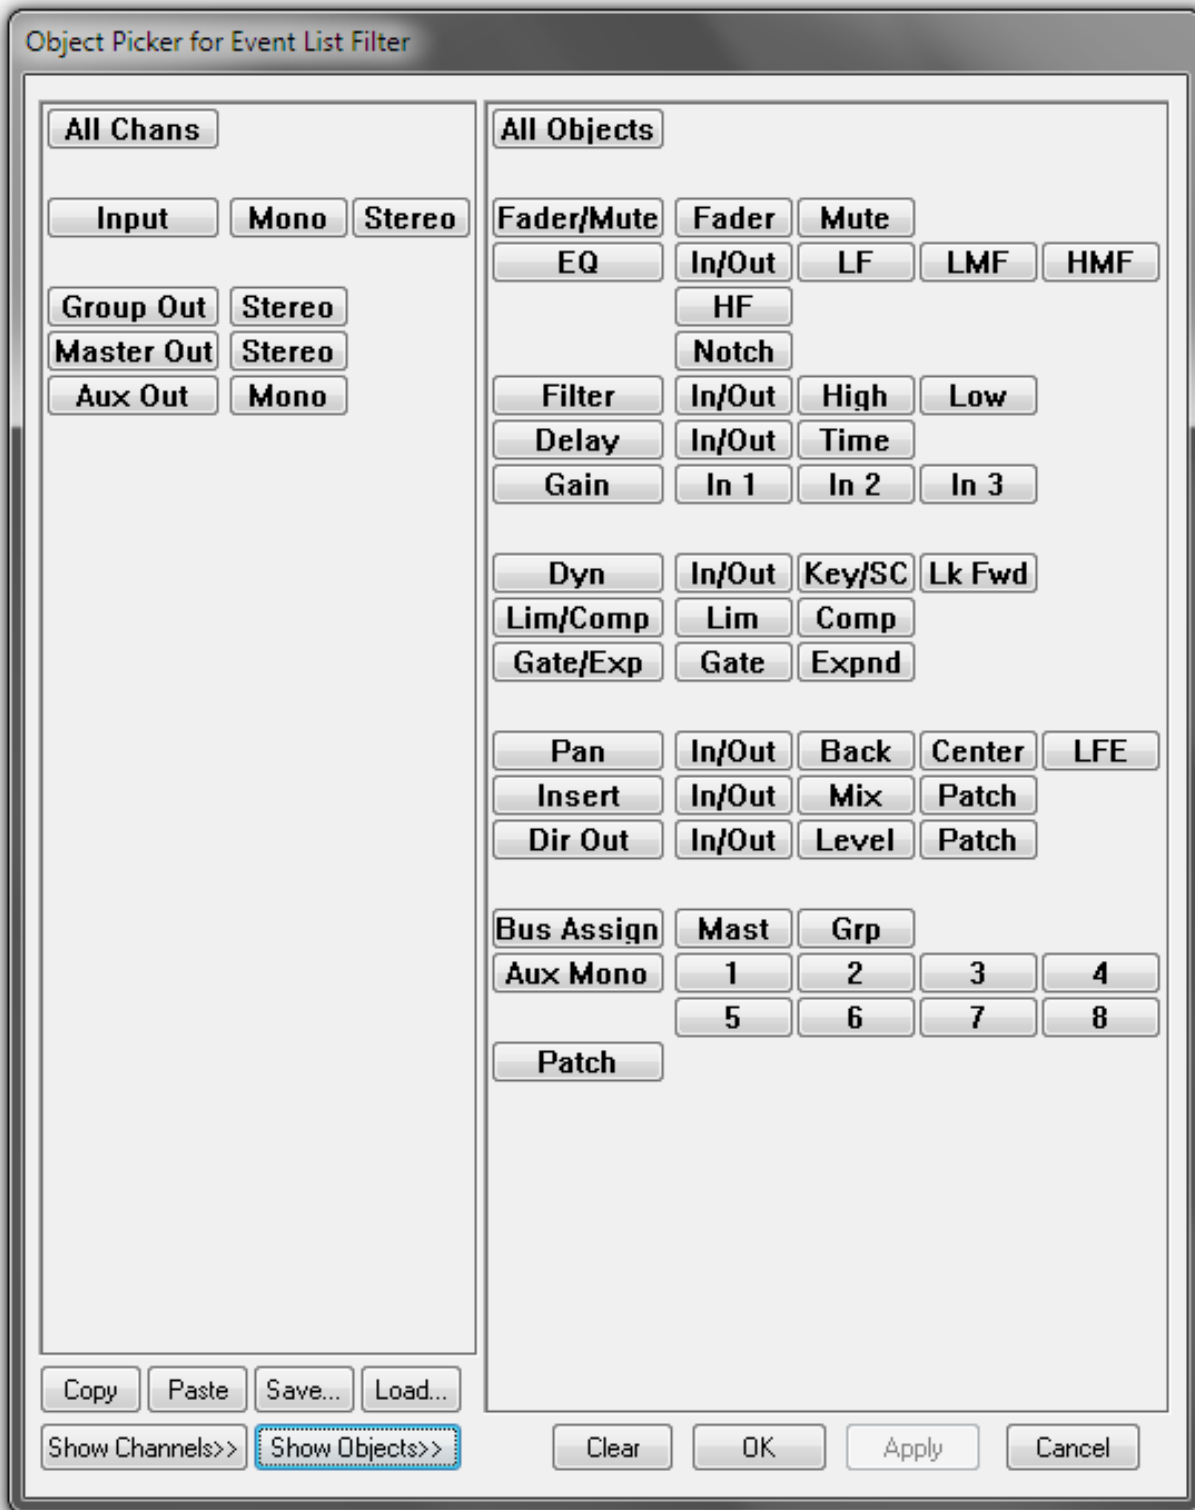 Object Picker for Event List Filter
All Chans
Input Mono Stereo
Group Out Stereo
Master Out Stereo
Aux Out Mono
All Objects
Fader/Mute Fader Mute
EQ In/Out LF LMF HMF
HF
Notch
Filter In/Out High Low
Delay In/Out Time
Gain In 1 In 2 In 3
Dyn In/Out Key/SC Lk Fwd
Lim/Comp Lim Comp
Gate/Exp Gate Expnd
Pan In/Out Back Center LFE
Insert In/Out Mix Patch
Dir Out In/Out Level Patch
Bus Assign Mast Grp
Aux Mono 1 2 3 4
5 6 7 8
Patch
Copy Paste Save... Load...
Show Channels>> Show Objects>> Clear OK Apply Cancel